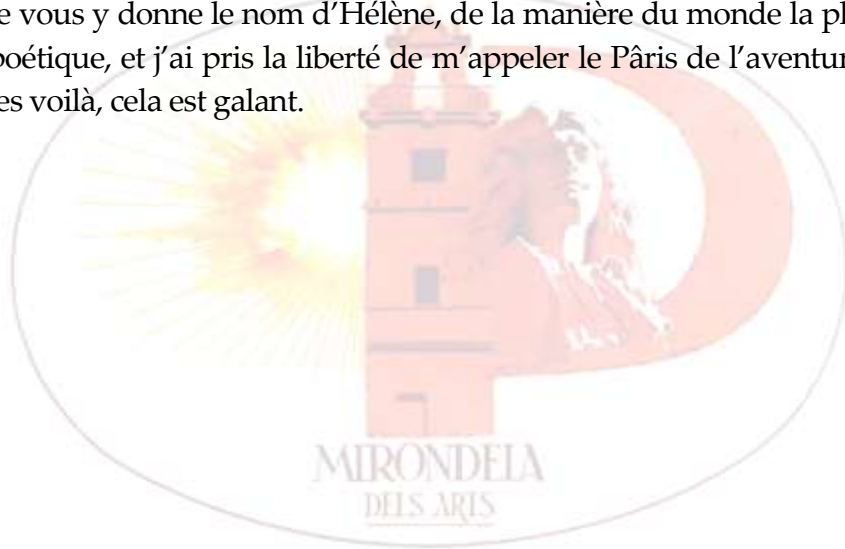 e vous y donne le nom d’Hélène, de la manière du monde la pl
poétique, et j’ai pris la liberté de m’appeler le Pâris de l’aventur
es voilà, cela est galant.
MIRONDELA
DELS ARTS